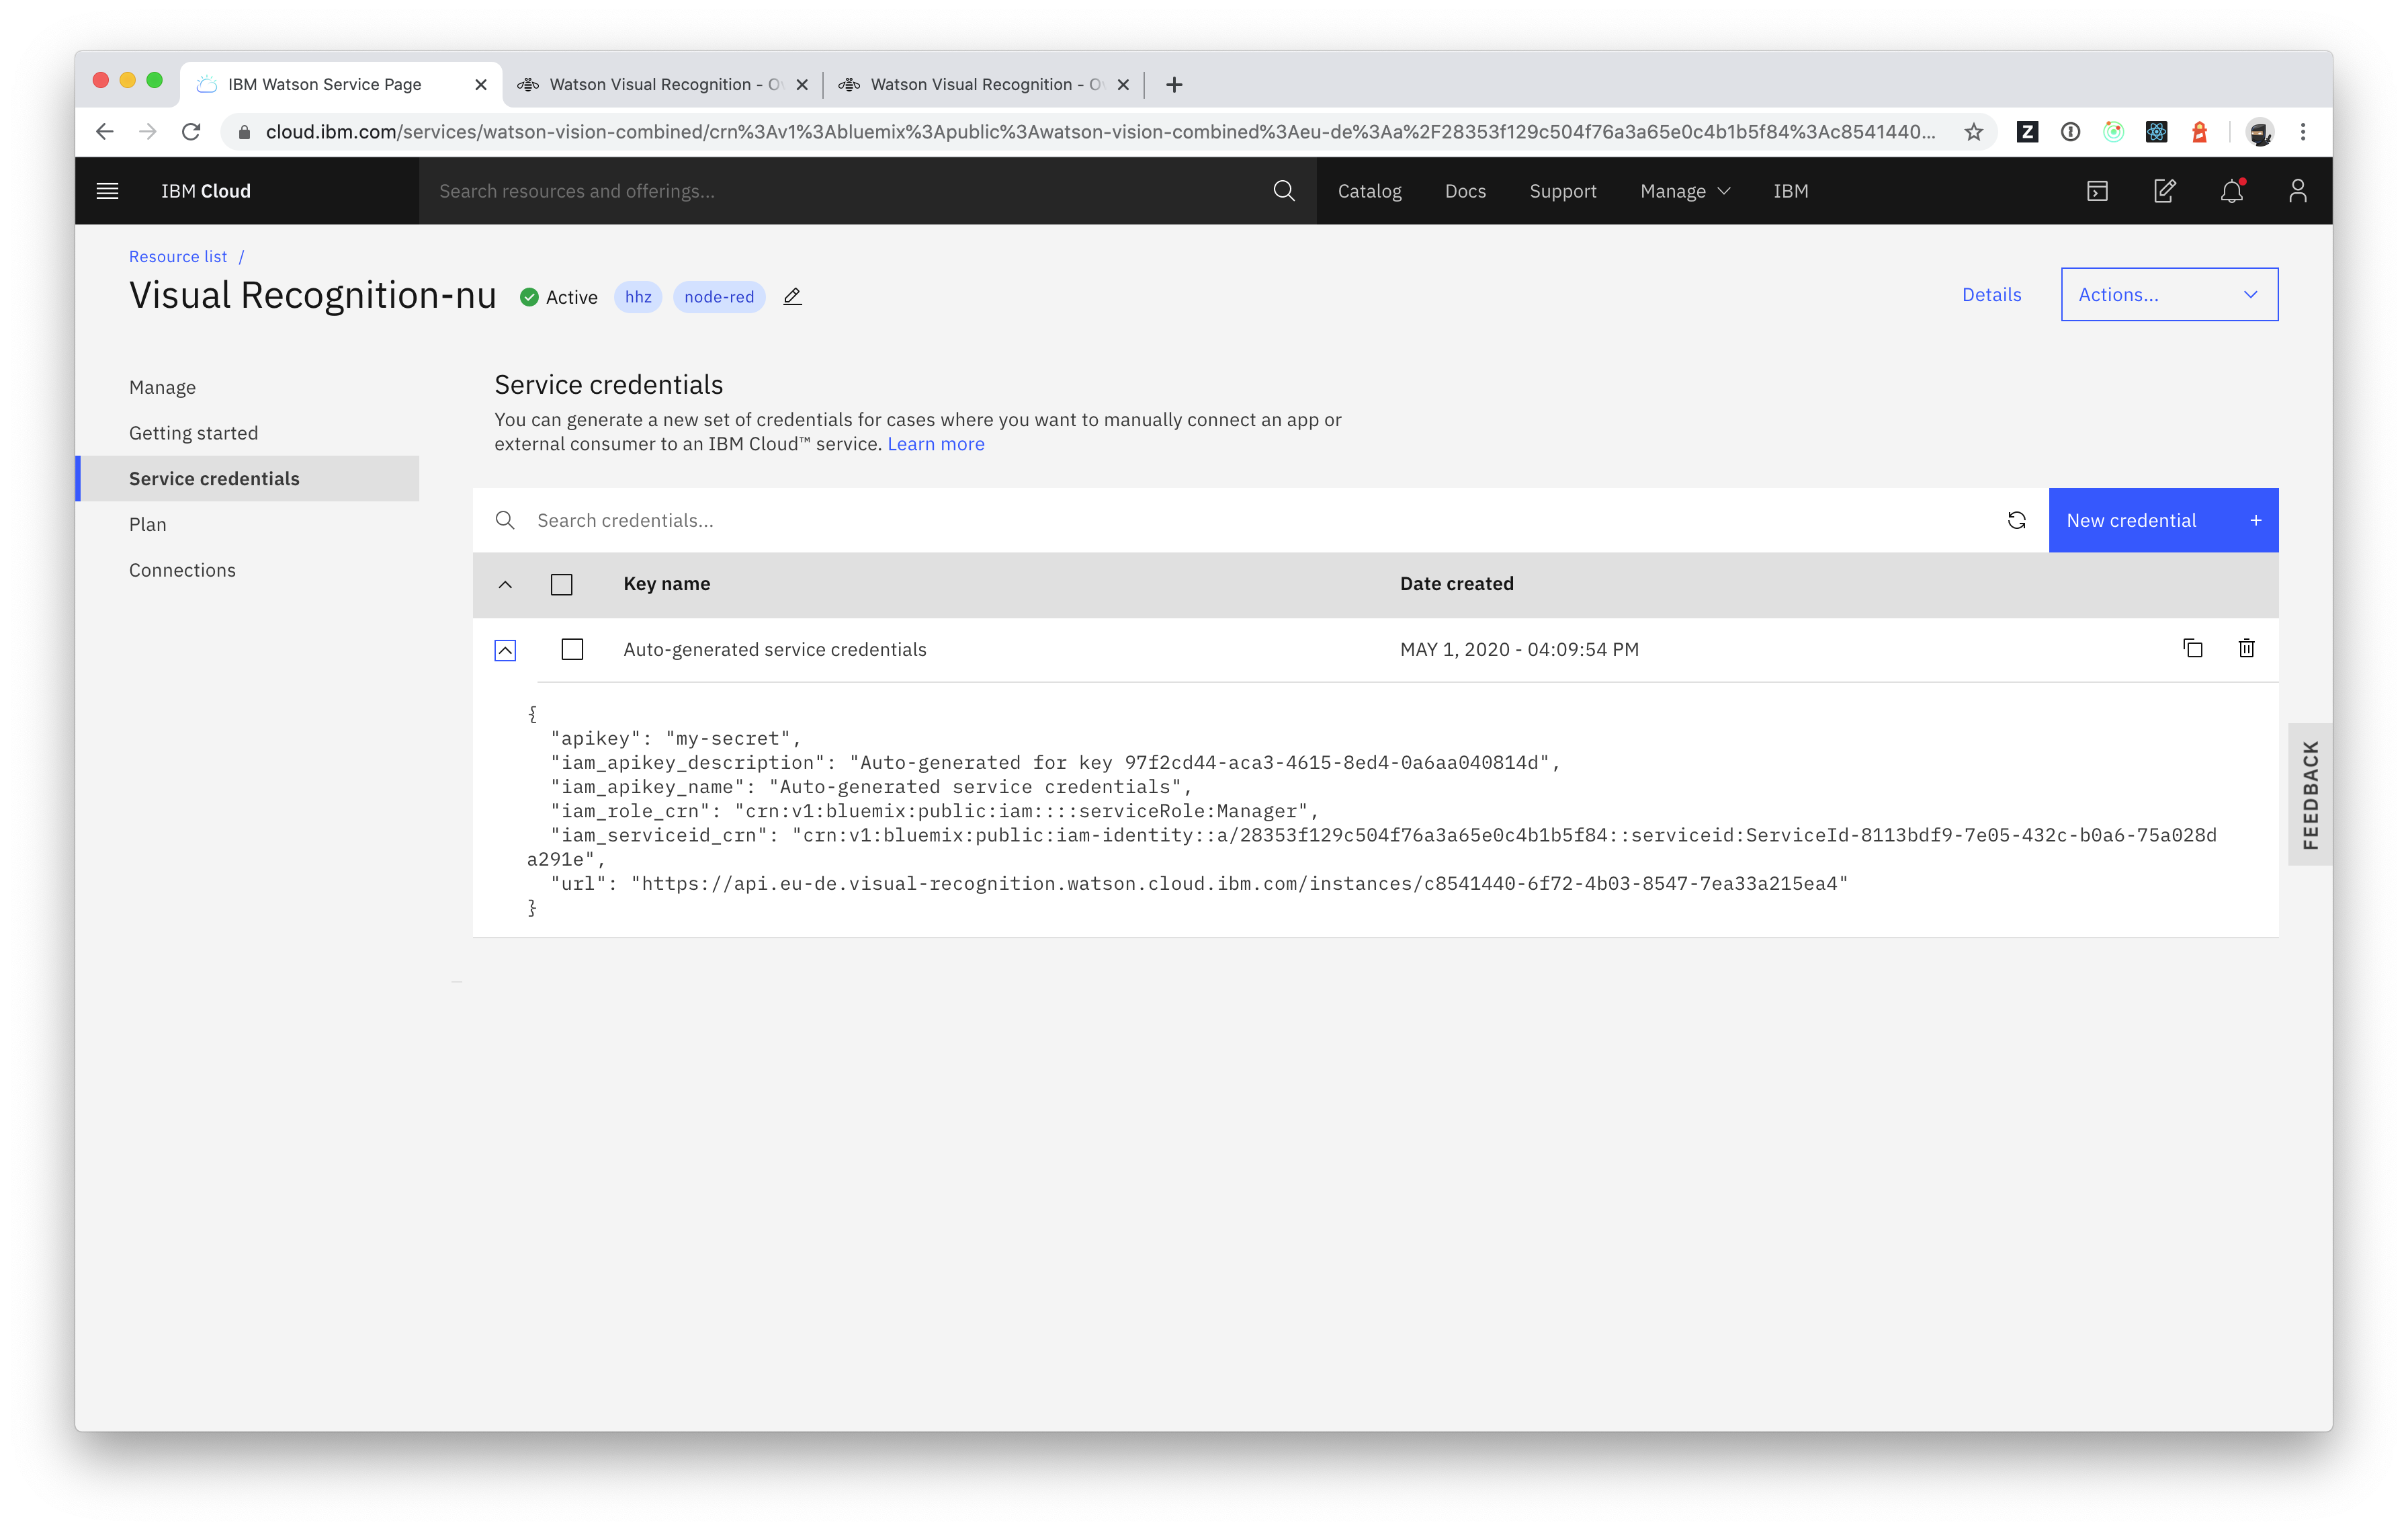 IBM Watson Service Page
Watson Visual Recognition - O
Watson Visual Recognition - O
cloud.ibm.com/services/watson-vision-combined/crn%3Av1%3Abluemix%3Apublic%3Awatson-vision-combined%3Aeu-de%3Aa%2F28353f129c504f76a3a65e0c4b1b5f84%3Ac8541440...
IBM Cloud
Search resources and offerings...
Catalog
Docs
Support
Manage
IBM
Resource list /
Visual Recognition-nu
Active
hhz
node-red
Details
Actions...
Manage
Getting started
Service credentials
Plan
Connections
Service credentials
You can generate a new set of credentials for cases where you want to manually connect an app or
external consumer to an IBM Cloud™ service. Learn more
Search credentials...
New credential +
Key name
Date created
Auto-generated service credentials
MAY 1, 2020 - 04:09:54 PM
{
"apikey": "my-secret",
"iam_apikey_description": "Auto-generated for key 97f2cd44-aca3-4615-8ed4-0a6aa040814d",
"iam_apikey_name": "Auto-generated service credentials",
"iam_role_crn": "crn:v1:bluemix:public:iam::::serviceRole:Manager",
"iam_serviceid_crn": "crn:v1:bluemix:public:iam-identity::a/28353f129c504f76a3a65e0c4b1b5f84::serviceid:ServiceId-8113bdf9-7e05-432c-b0a6-75a028d
a291e",
"url": "https://api.eu-de.visual-recognition.watson.cloud.ibm.com/instances/c8541440-6f72-4b03-8547-7ea33a215ea4"
}
FEEDBACK